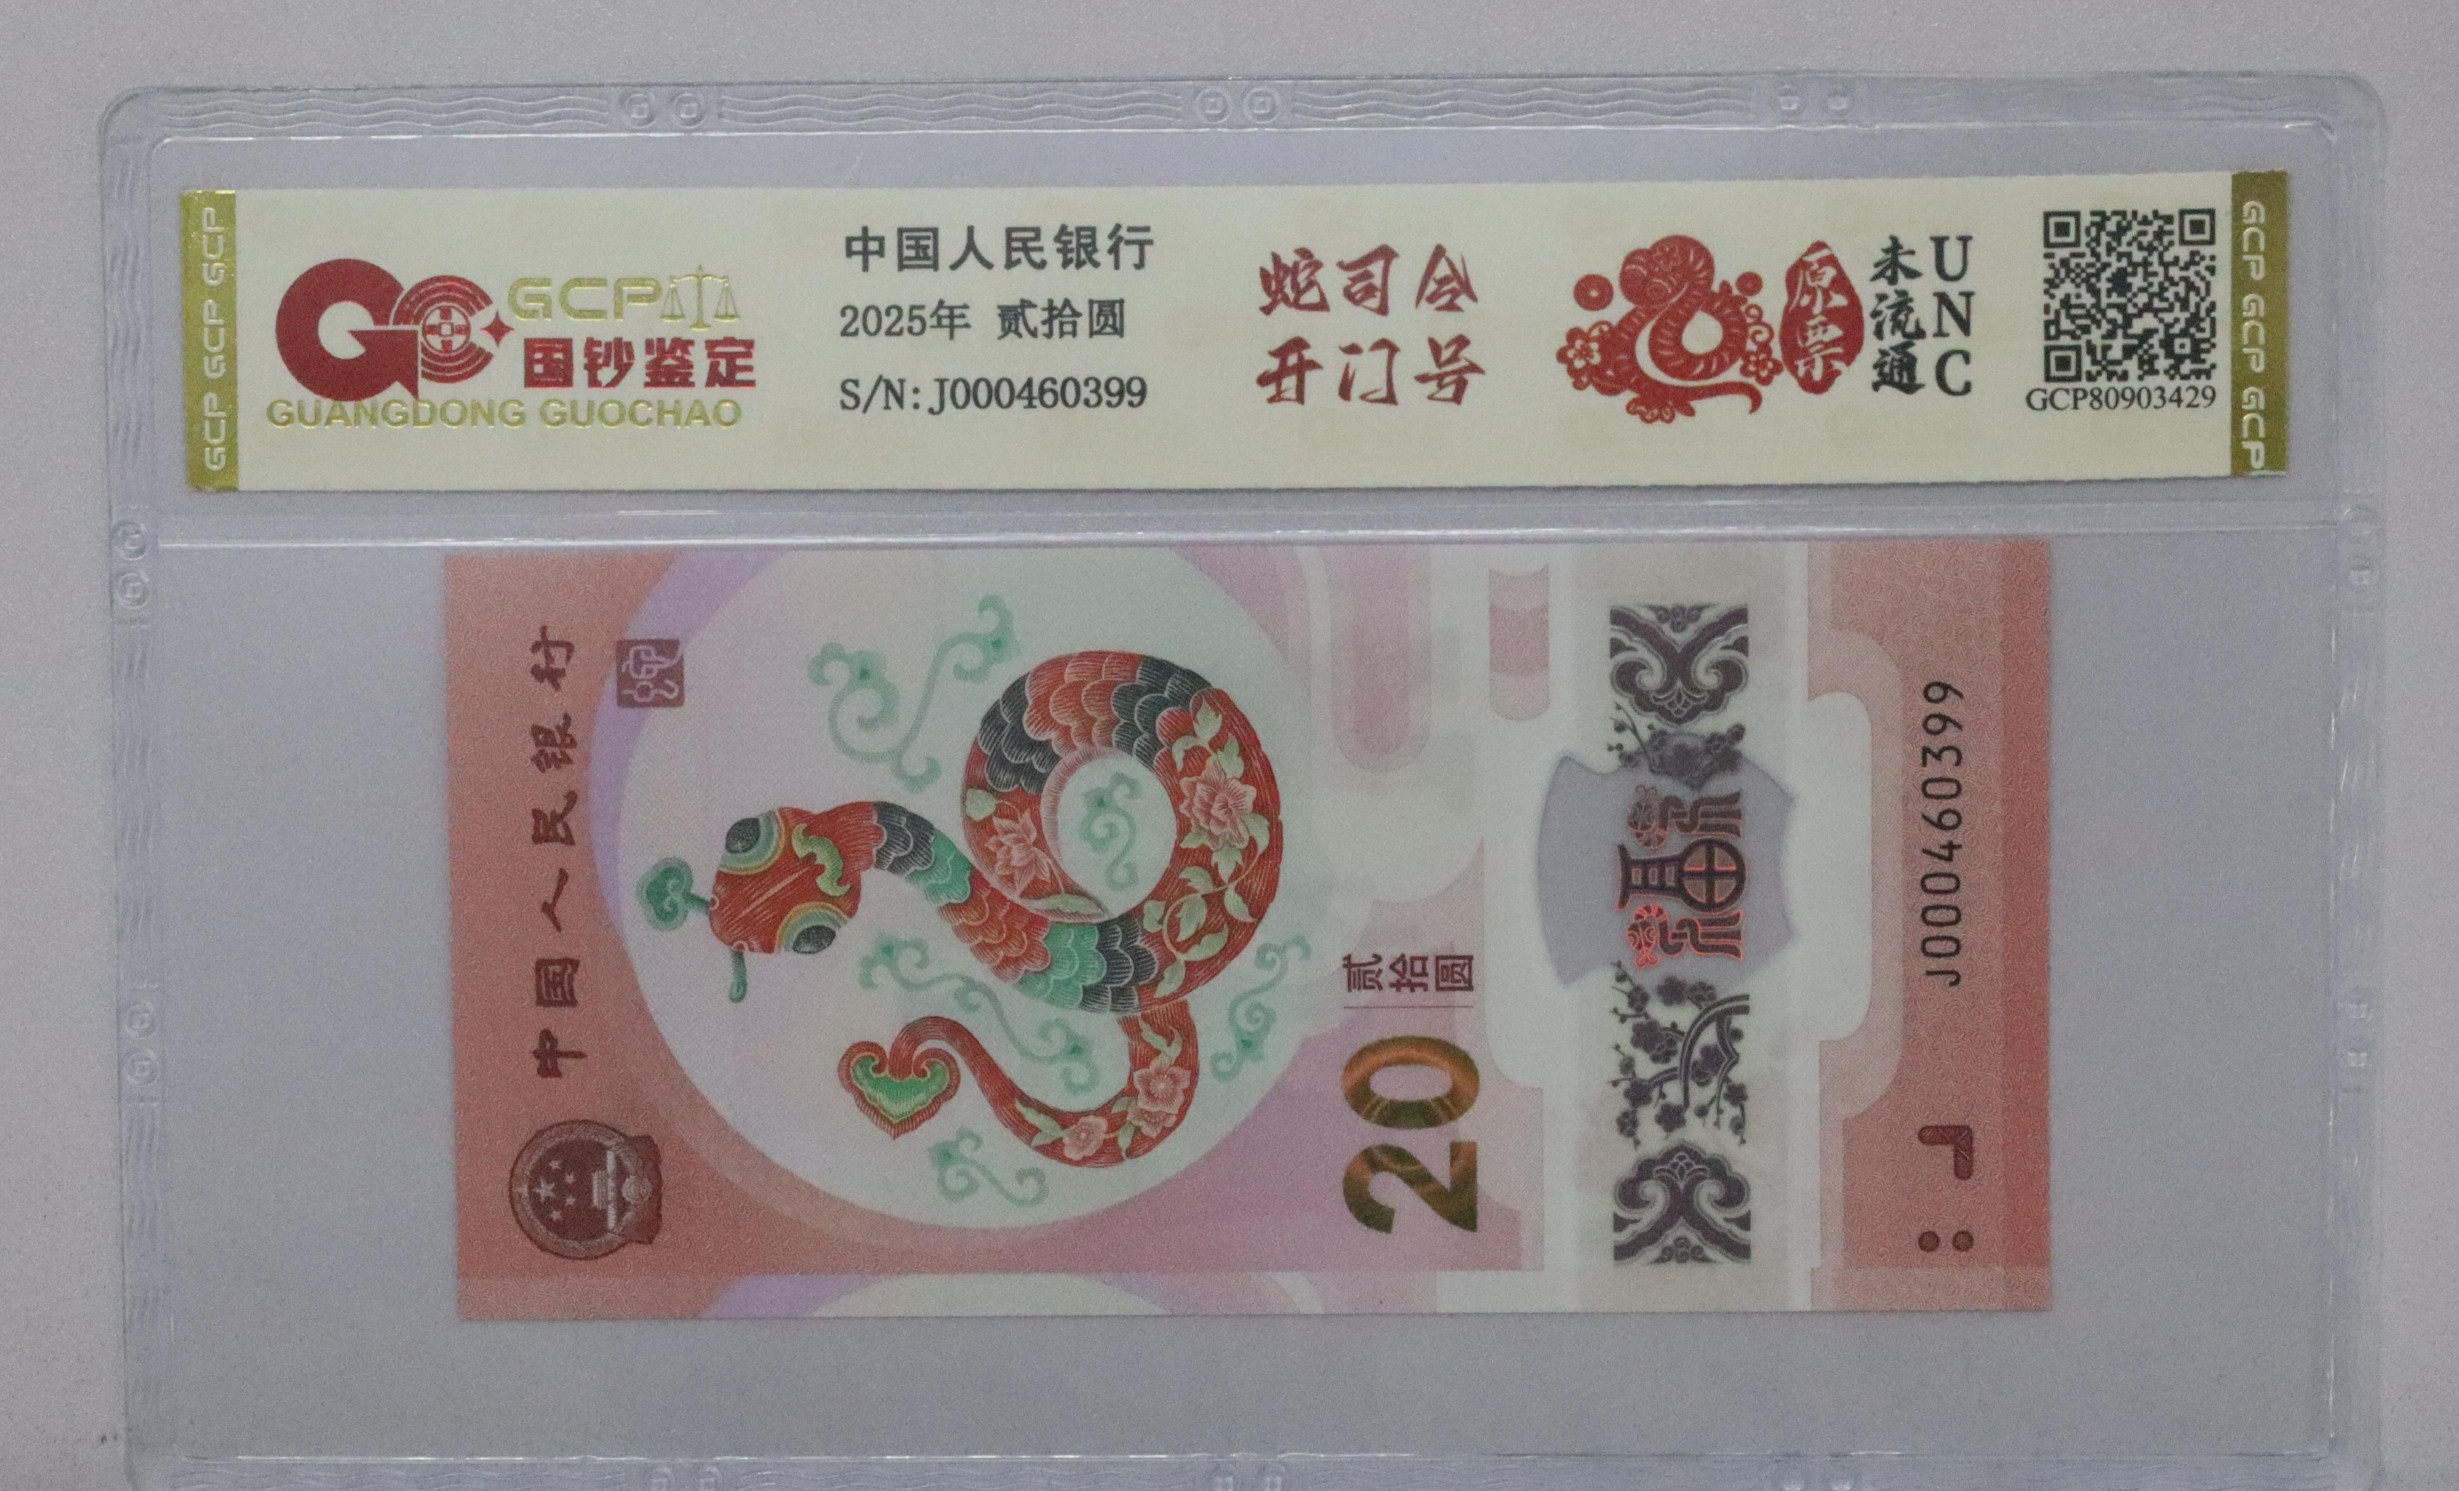 GCP GCP GCP
GCP
国钞鉴定
GUANGDONG GUOCHAO
中国人民银行
2025年 贰拾圆
S/N: J000460399
蛇司令
开门号
原票
未流通
UNC
GCP80903429
GCP GCP GCP
中国人民银行
福
20
贰拾圆
J000460399